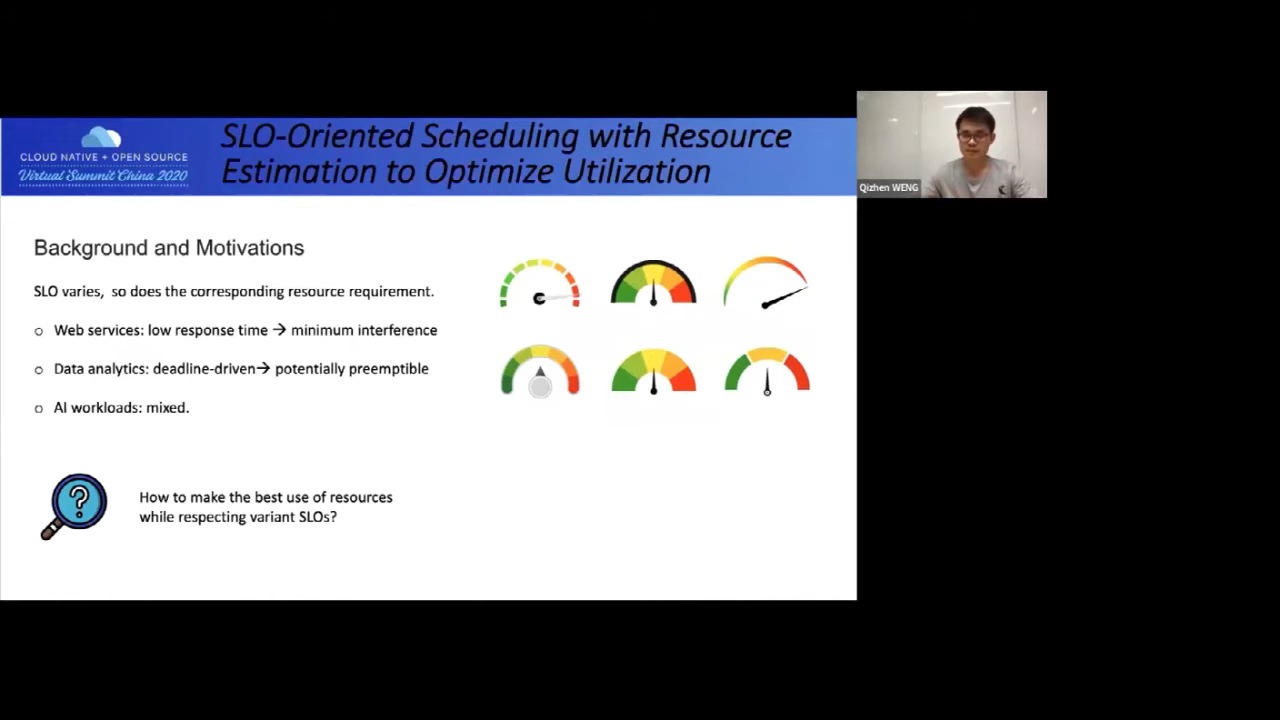 CLOUD NATIVE + OPEN SOURCE
Virtual Summit China 2020
SLO-Oriented Scheduling with Resource
Estimation to Optimize Utilization
Qizhen WENG
Background and Motivations
SLO varies, so does the corresponding resource requirement.
o Web services: low response time → minimum interference
o Data analytics: deadline-driven→ potentially preemptible
o AI workloads: mixed.
?
How to make the best use of resources
while respecting variant SLOs?